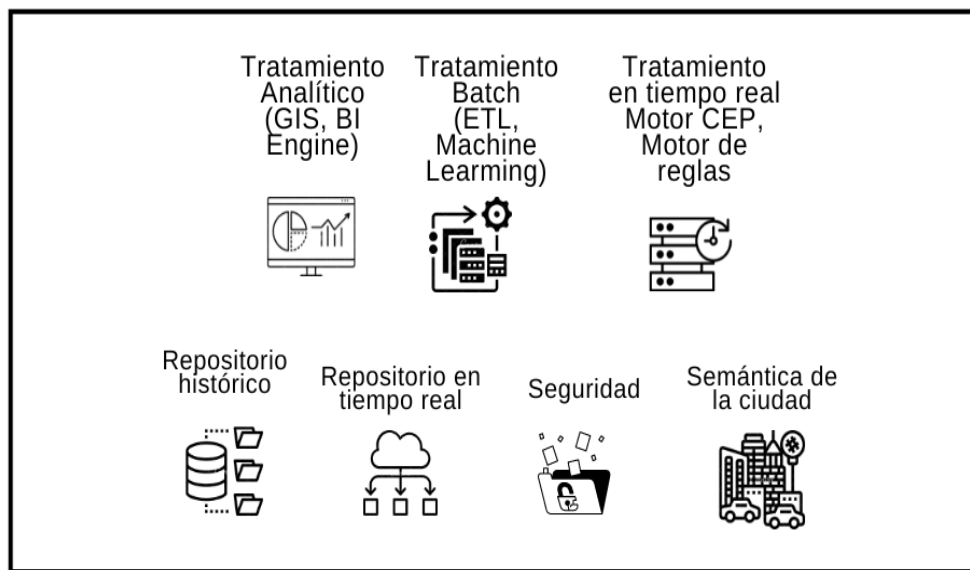 Tratamiento
Analítico
(GIS, BI
Engine)
Tratamiento
Batch
(ETL,
Machine
Learming)
Tratamiento
en tiempo real
Motor CEP,
Motor de
reglas
Repositorio
histórico
Repositorio en
tiempo real
Seguridad
Semántica de
la ciudad